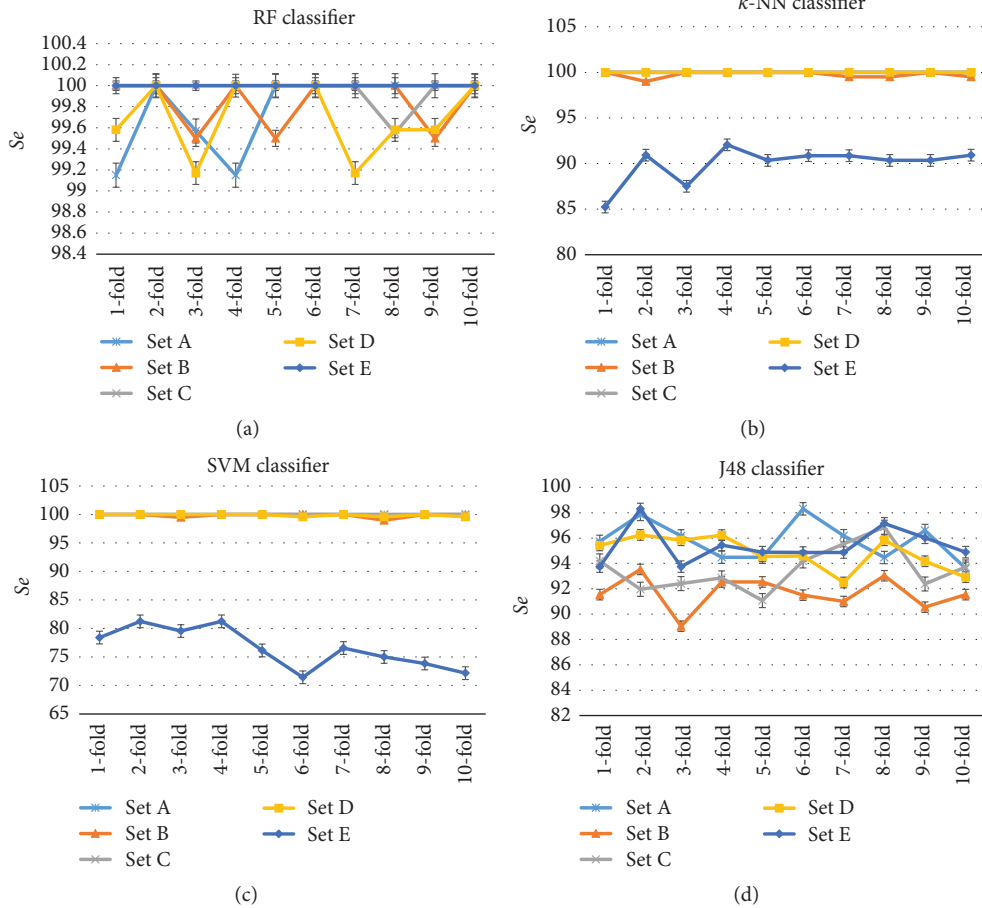 RF classifier
Se
100.4
100.2
100
99.8
99.6
99.4
99.2
99
98.8
98.6
98.4
1-fold
2-fold
3-fold
4-fold
5-fold
6-fold
7-fold
8-fold
9-fold
10-fold
Set A
Set D
Set B
Set E
Set C
(a)
k-NN classifier
Se
105
100
95
90
85
80
1-fold
2-fold
3-fold
4-fold
5-fold
6-fold
7-fold
8-fold
9-fold
10-fold
Set A
Set D
Set B
Set E
Set C
(b)
SVM classifier
Se
105
100
95
90
85
80
75
70
65
1-fold
2-fold
3-fold
4-fold
5-fold
6-fold
7-fold
8-fold
9-fold
10-fold
Set A
Set D
Set B
Set E
Set C
(c)
J48 classifier
Se
100
98
96
94
92
90
88
86
84
82
1-fold
2-fold
3-fold
4-fold
5-fold
6-fold
7-fold
8-fold
9-fold
10-fold
Set A
Set D
Set B
Set E
Set C
(d)